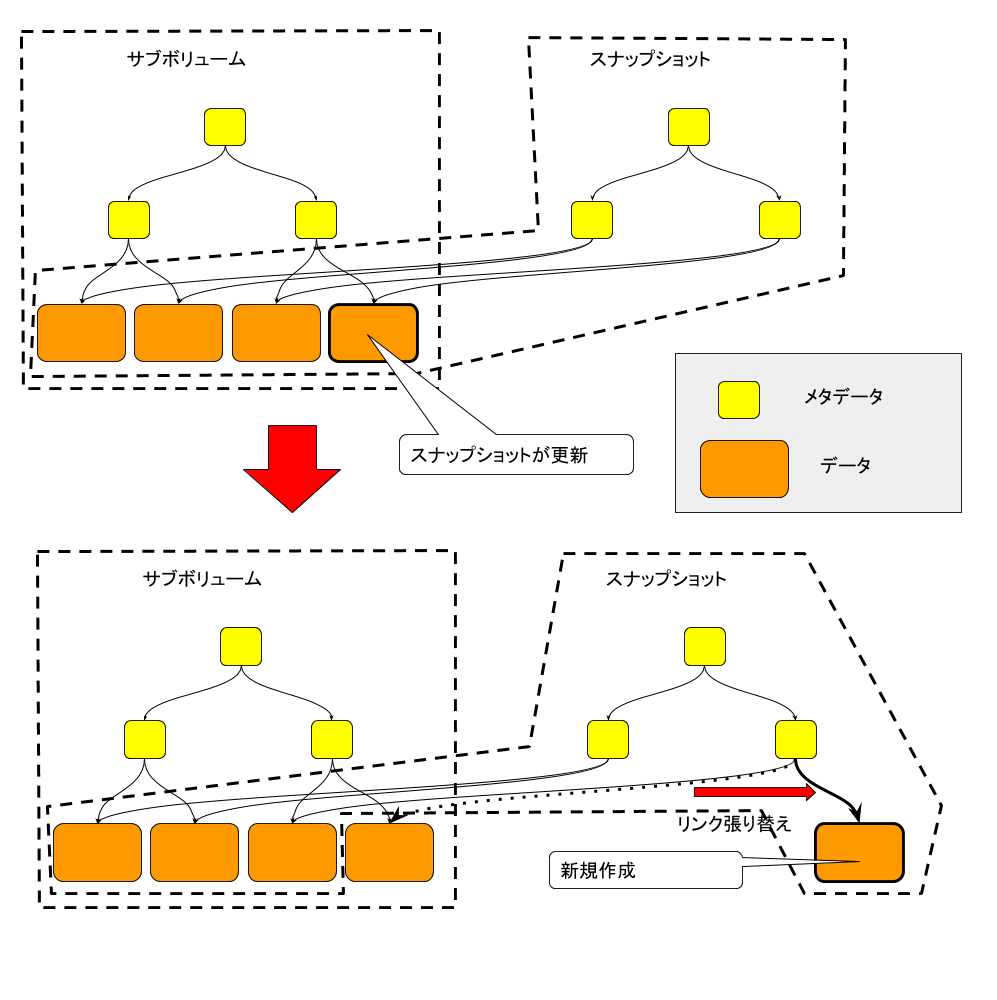 サブボリューム
スナップショット
メタデータ
データ
スナップショットが更新
サブボリューム
スナップショット
リンク張り替え
新規作成